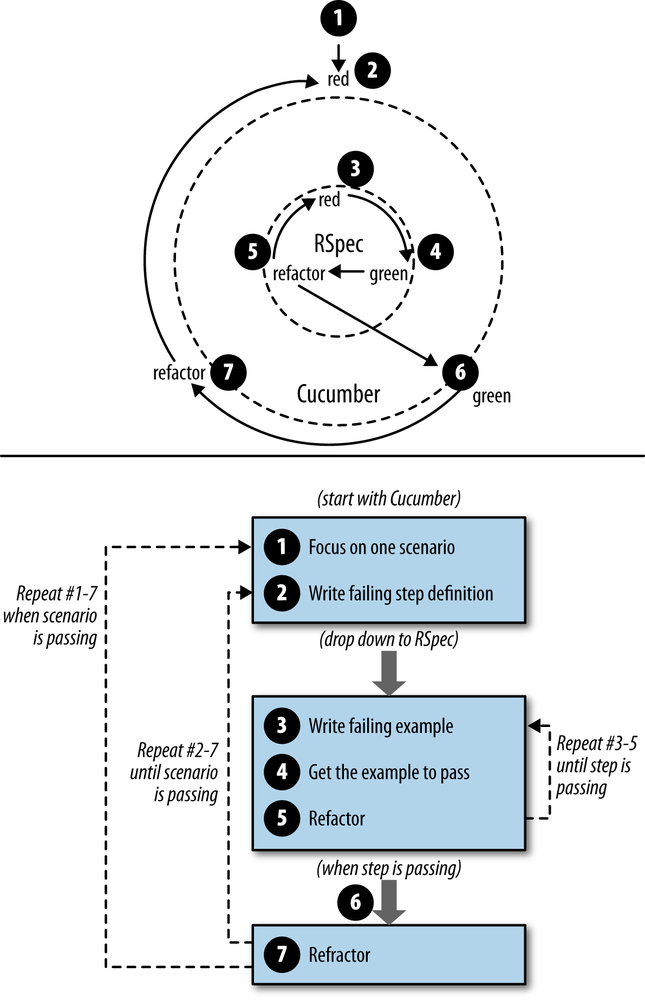 1
red 2
3
red
5 RSpec 4
refactor green
refactor 7 6
Cucumber green
(start with Cucumber)
1 Focus on one scenario
2 Write failing step definition
Repeat #1-7
when scenario
is passing
(drop down to RSpec)
3 Write failing example
4 Get the example to pass
5 Refactor
Repeat #3-5
until step is
passing
Repeat #2-7
until scenario
is passing
(when step is passing)
6
7 Refractor